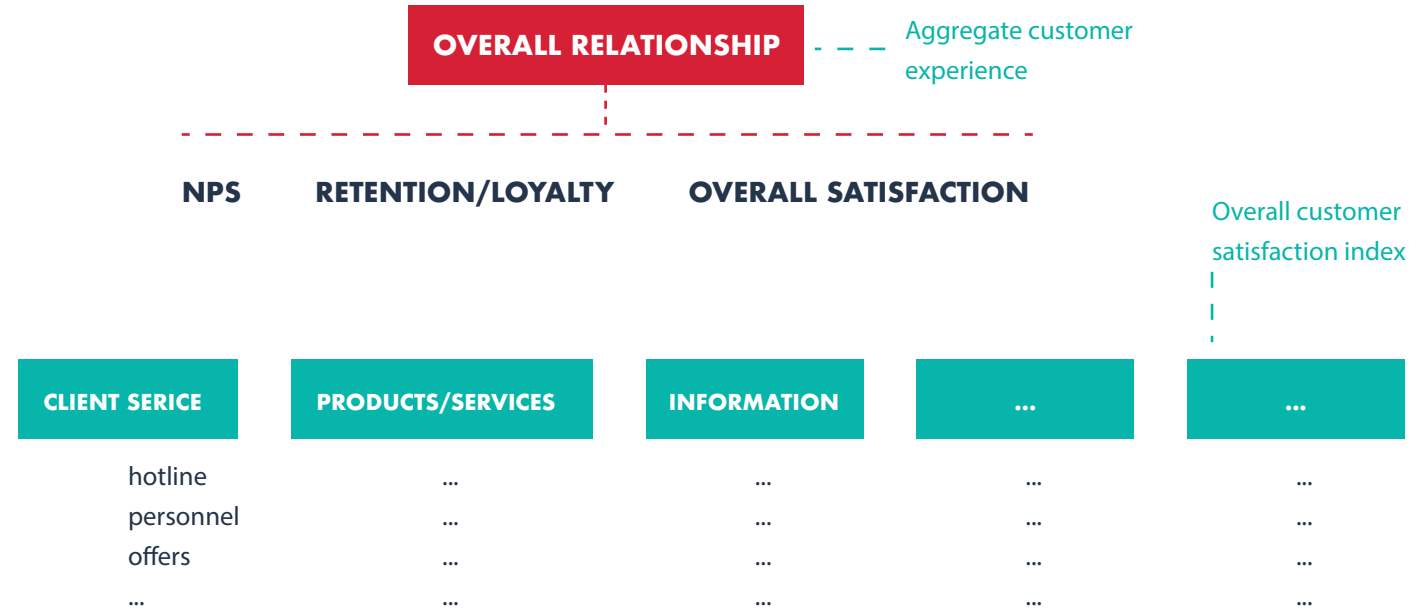 OVERALL RELATIONSHIP
Aggregate customer
experience
NPS RETENTION/LOYALTY OVERALL SATISFACTION
Overall customer
satisfaction index
CLIENT SERICE PRODUCTS/SERVICES INFORMATION ... ...
hotline ... ... ... ...
personnel ... ... ... ...
offers ... ... ... ...
... ... ... ... ...